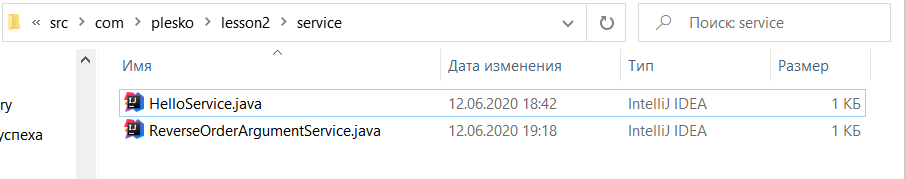 « src > com > plesko > lesson2 > service Поиск: service
Имя Дата изменения Тип Размер
HelloService.java 12.06.2020 18:42 IntelliJ IDEA 1 КБ
ry
ReverseOrderArgumentService.java 12.06.2020 19:18 IntelliJ IDEA 1 КБ
успеха